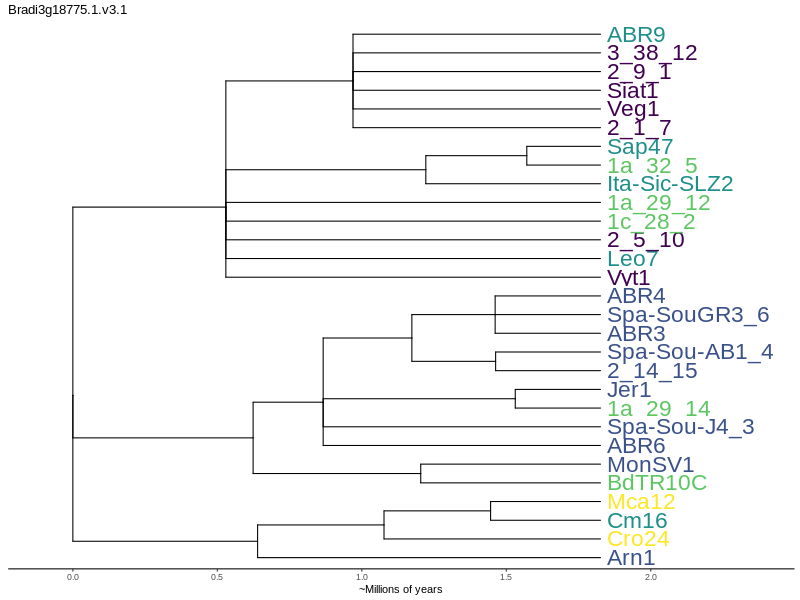 Bradi3g18775.1.v3.1
ABR9
3_38_12
2_9_1
Siat1
Veg1
2_1_7
Sap47
1a_32_5
Ita-Sic-SLZ2
1a_29_12
1c_28_2
2_5_10
Leo7
Vyt1
ABR4
Spa-SouGR3_6
ABR3
Spa-Sou-AB1_4
2_14_15
Jer1
1a_29_14
Spa-Sou-J4_3
ABR6
MonSV1
BdTR10C
Mca12
Cm16
Cro24
Arn1
0.0 0.5 1.0 1.5 2.0
~Millions of years